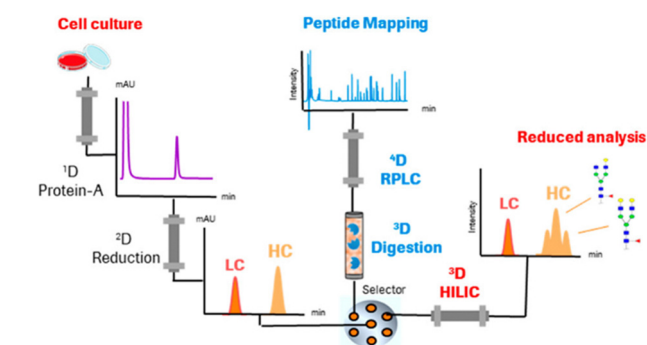 Cell culture
Peptide Mapping
mAU
Intensity
min
Reduced analysis
¹D
Protein-A
min
⁴D
RPLC
Intensity
LC
HC
min
²D
Reduction
mAU
LC
HC
min
³D
Digestion
Selector
³D
HILIC